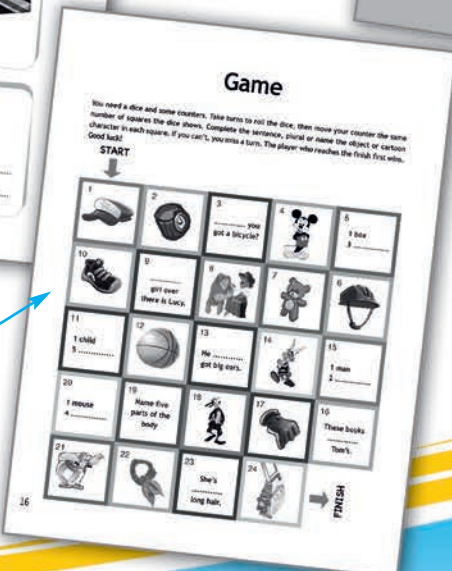 Game
You need a dice and some counters. Take turns to roll the dice, then move your counter the same
number of squares the dice shows. Complete the sentence, plural or name the object or cartoon
character in each square. If you can't, you miss a turn. The player who reaches the finish first wins.
Good luck!
START
1
2
3
............ you
got a bicycle?
4
5
1 box
3 ............
10
9
............
girl over
there is Lucy.
8
7
6
11
1 child
5 ............
12
13
He ............
got big ears.
14
15
1 man
2 ............
20
1 mouse
4 ............
19
Name five
parts of the
body.
18
17
16
These books
............
Tom's.
21
22
23
She's
............
long hair.
24
FINISH
16